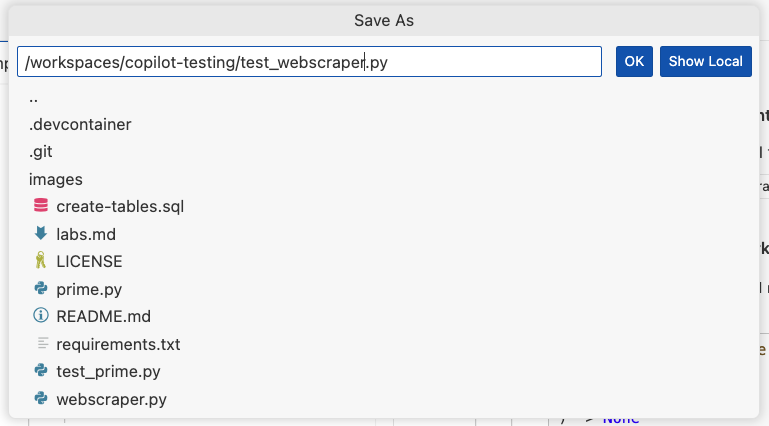 Save As
/workspaces/copilot-testing/test_webscraper.py
OK
Show Local
..
.devcontainer
.git
images
create-tables.sql
labs.md
LICENSE
prime.py
README.md
requirements.txt
test_prime.py
webscraper.py
None